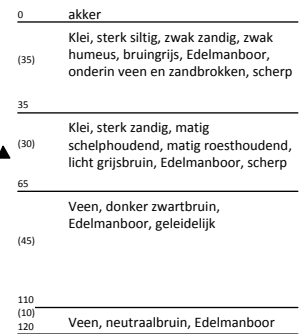 0 akker
Klei, sterk siltig, zwak zandig, zwak
(35) humeus, bruingrijs, Edelmanboor,
onderin veen en zandbrokken, scherp
35
Klei, sterk zandig, matig
(30) schelphoudend, matig roesthoudend,
licht grijsbruin, Edelmanboor, scherp
65
Veen, donker zwartbruin,
Edelmanboor, geleidelijk
(45)
110
(10)
120 Veen, neutraalbruin, Edelmanboor